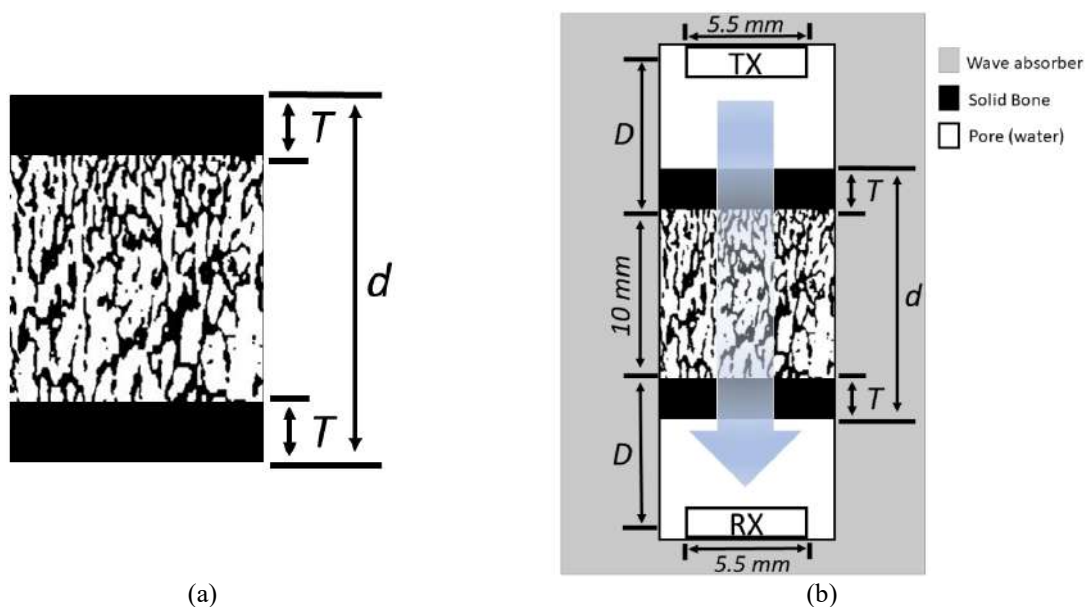 T
d
T
(a)
5.5 mm
TX
D
T
10 mm
d
T
D
RX
5.5 mm
(b)
Wave absorber
Solid Bone
Pore (water)